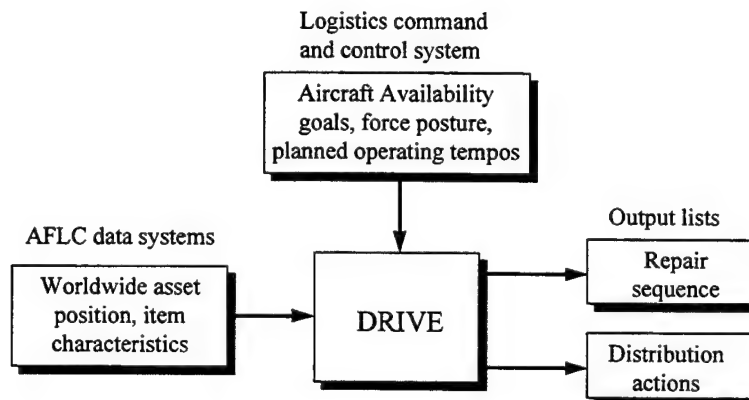 Logistics command
and control system
Aircraft Availability
goals, force posture,
planned operating tempos
AFLC data systems
Worldwide asset
position, item
characteristics
DRIVE
Output lists
Repair
sequence
Distribution
actions